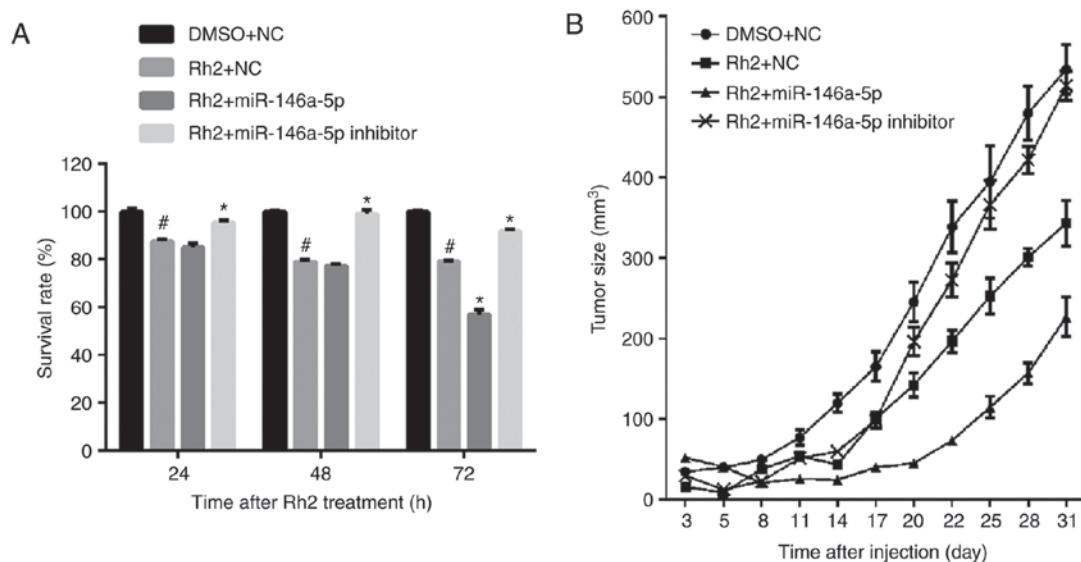 A
DMSO+NC
Rh2+NC
Rh2+miR-146a-5p
Rh2+miR-146a-5p inhibitor
120
100
80
60
40
20
0
Survival rate (%)
# * # * # * *
24 48 72
Time after Rh2 treatment (h)
B
DMSO+NC
Rh2+NC
Rh2+miR-146a-5p
Rh2+miR-146a-5p inhibitor
600
500
400
300
200
100
0
Tumor size (mm³)
3 5 8 11 14 17 20 22 25 28 31
Time after injection (day)